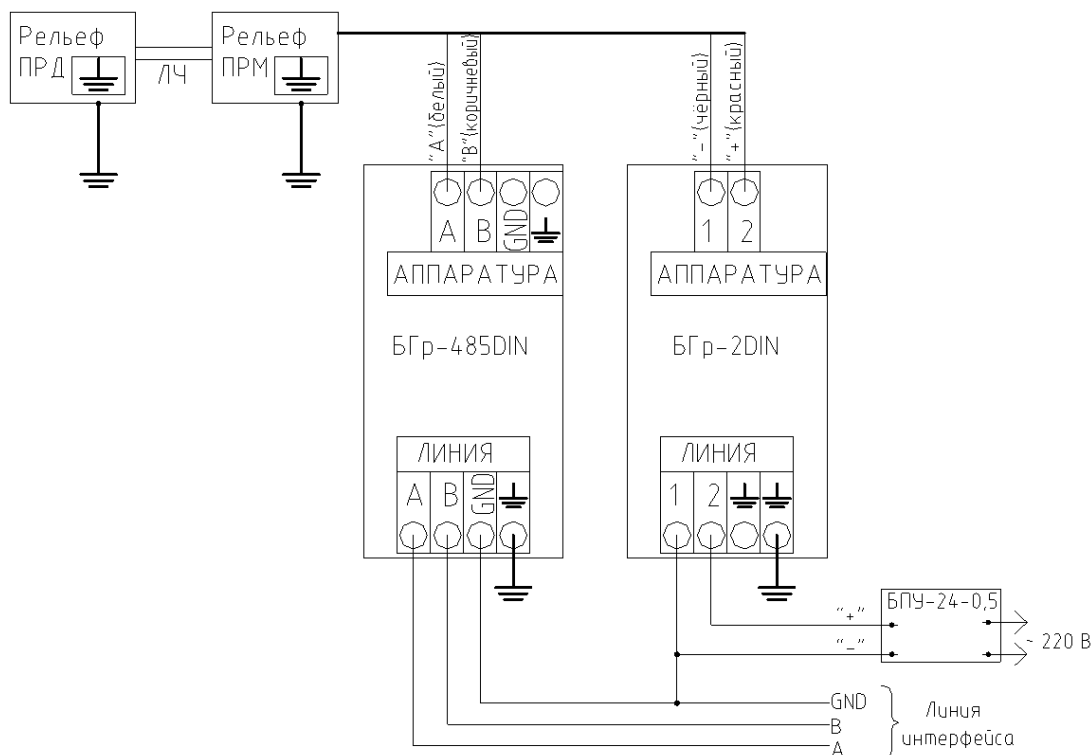 Рельеф
ПРД
ЛЧ
Рельеф
ПРМ
"А"(белый)
"В"(коричневый)
"-"(чёрный)
"+"(красный)
А В GND
АППАРАТУРА
1 2
АППАРАТУРА
БГр-485DIN
БГр-2DIN
ЛИНИЯ
А В GND
ЛИНИЯ
1 2
БПУ-24-0,5
"+"
"-"
~ 220 В
GND
В
А
Линия
интерфейса